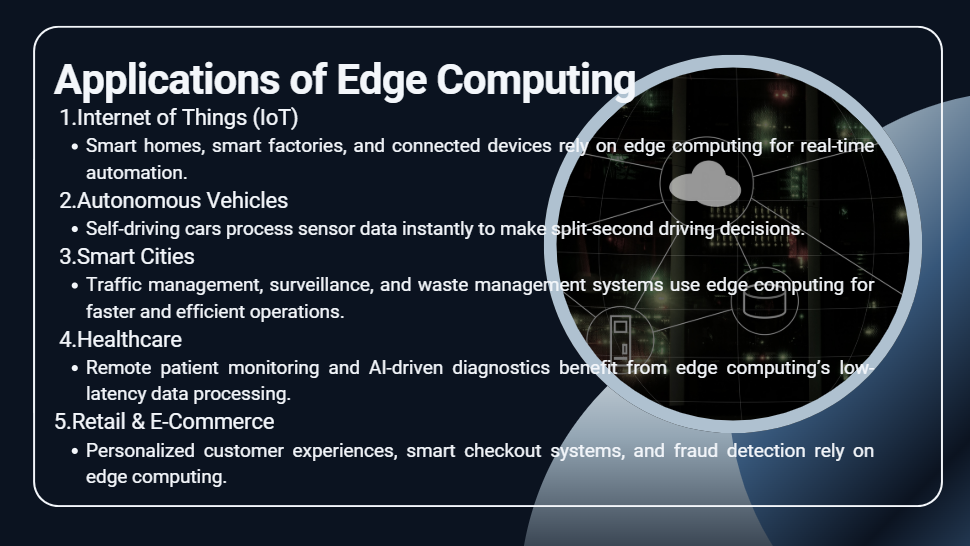 Applications of Edge Computing
1.Internet of Things (IoT)
• Smart homes, smart factories, and connected devices rely on edge computing for real-time
automation.
2.Autonomous Vehicles
• Self-driving cars process sensor data instantly to make split-second driving decisions.
3.Smart Cities
• Traffic management, surveillance, and waste management systems use edge computing for
faster and efficient operations.
4.Healthcare
• Remote patient monitoring and AI-driven diagnostics benefit from edge computing’s low-
latency data processing.
5.Retail & E-Commerce
• Personalized customer experiences, smart checkout systems, and fraud detection rely on
edge computing.